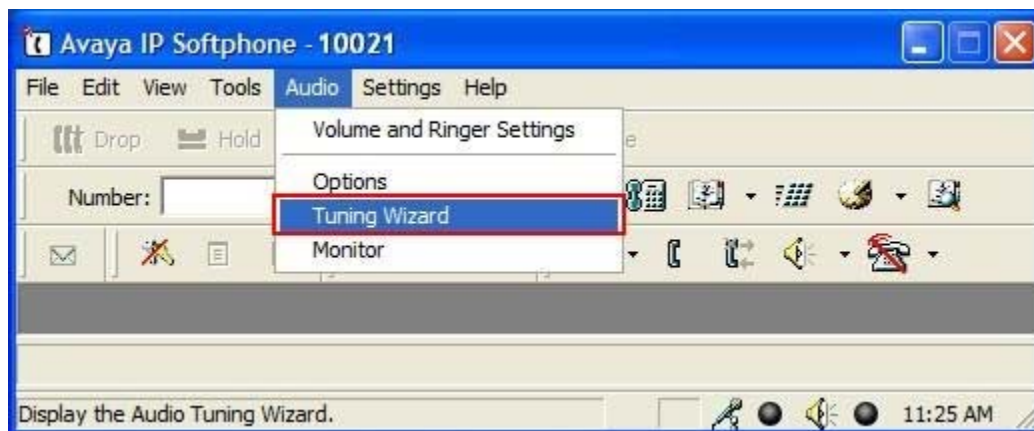 Avaya IP Softphone - 10021
File Edit View Tools Audio Settings Help
Drop Hold
Volume and Ringer Settings
Number:
Options
Tuning Wizard
Monitor
Display the Audio Tuning Wizard.
11:25 AM